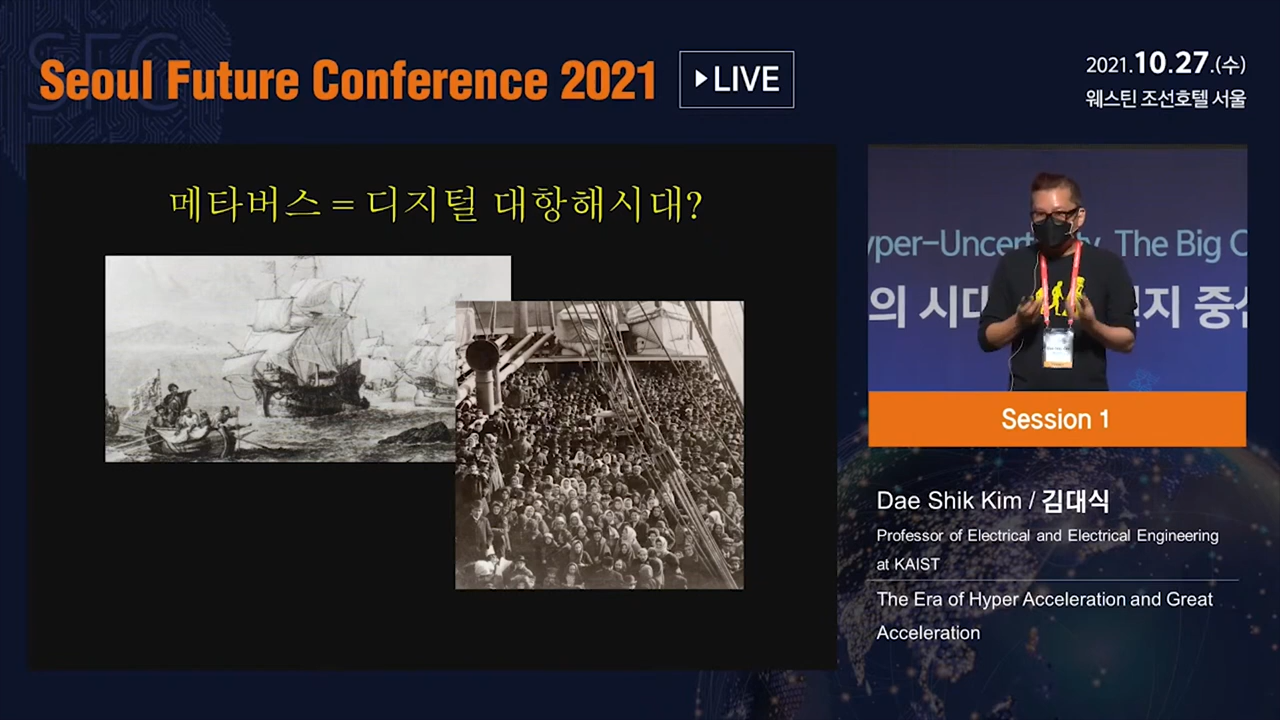 Seoul Future Conference 2021
LIVE
2021.10.27.(수)
웨스틴 조선호텔 서울
SFC
메타버스 = 디지털 대항해시대?
The Big
의 시대
중심
Session 1
Dae Shik Kim / 김대식
Professor of Electrical and Electrical Engineering
at KAIST
The Era of Hyper Acceleration and Great
Acceleration